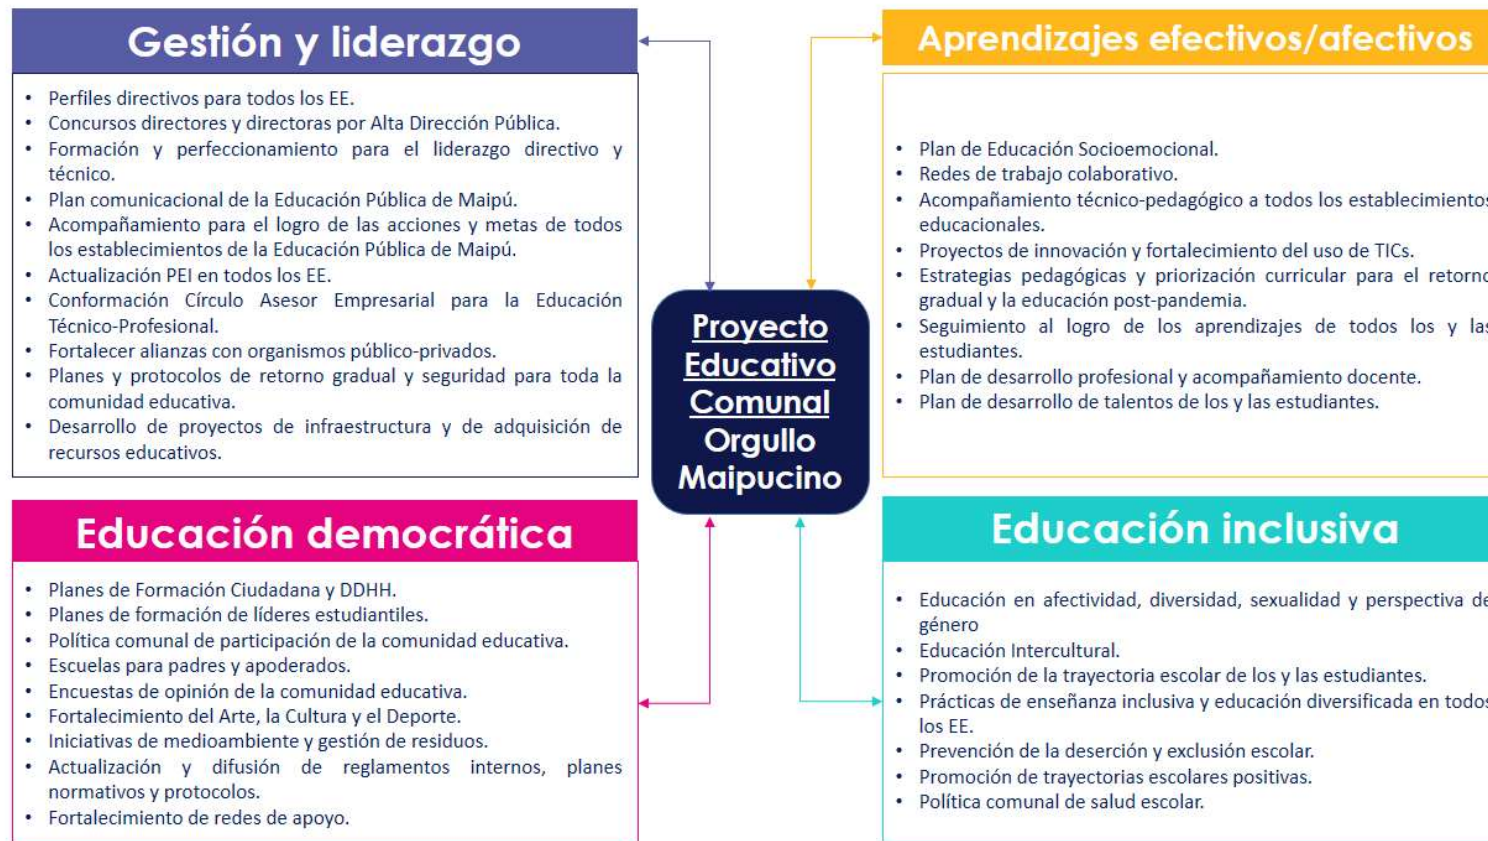 Gestión y liderazgo
• Perfiles directivos para todos los EE.
• Concursos directores y directoras por Alta Dirección Pública.
• Formación y perfeccionamiento para el liderazgo directivo y
técnico.
• Plan comunicacional de la Educación Pública de Maipú.
• Acompañamiento para el logro de las acciones y metas de todos
los establecimientos de la Educación Pública de Maipú.
• Actualización PEI en todos los EE.
• Conformación Círculo Asesor Empresarial para la Educación
Técnico-Profesional.
• Fortalecer alianzas con organismos público-privados.
• Planes y protocolos de retorno gradual y seguridad para toda la
comunidad educativa.
• Desarrollo de proyectos de infraestructura y de adquisición de
recursos educativos.
Aprendizajes efectivos/afectivos
• Plan de Educación Socioemocional.
• Redes de trabajo colaborativo.
• Acompañamiento técnico-pedagógico a todos los establecimientos
educacionales.
• Proyectos de innovación y fortalecimiento del uso de TICs.
• Estrategias pedagógicas y priorización curricular para el retorno
gradual y la educación post-pandemia.
• Seguimiento al logro de los aprendizajes de todos los y las
estudiantes.
• Plan de desarrollo profesional y acompañamiento docente.
• Plan de desarrollo de talentos de los y las estudiantes.
Proyecto
Educativo
Comunal
Orgullo
Maipucino
Educación democrática
• Planes de Formación Ciudadana y DDHH.
• Planes de formación de líderes estudiantiles.
• Política comunal de participación de la comunidad educativa.
• Escuelas para padres y apoderados.
• Encuestas de opinión de la comunidad educativa.
• Fortalecimiento del Arte, la Cultura y el Deporte.
• Iniciativas de medioambiente y gestión de residuos.
• Actualización y difusión de reglamentos internos, planes
normativos y protocolos.
• Fortalecimiento de redes de apoyo.
Educación inclusiva
• Educación en afectividad, diversidad, sexualidad y perspectiva de
género
• Educación Intercultural.
• Promoción de la trayectoria escolar de los y las estudiantes.
• Prácticas de enseñanza inclusiva y educación diversificada en todos
los EE.
• Prevención de la deserción y exclusión escolar.
• Promoción de trayectorias escolares positivas.
• Política comunal de salud escolar.